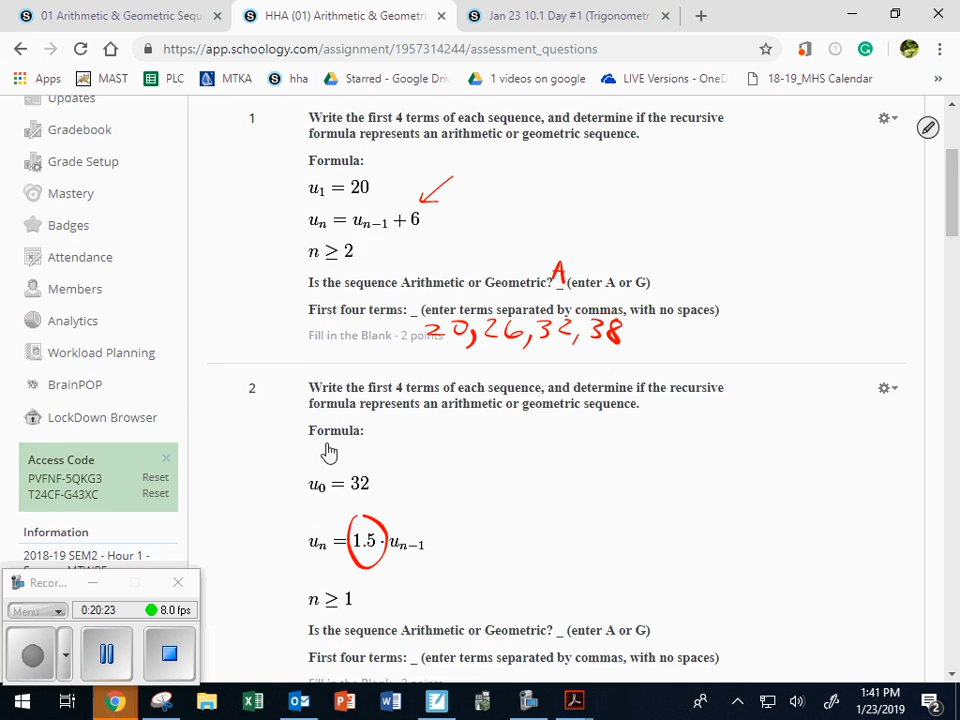 01 Arithmetic & Geometric Sequ
HHA (01) Arithmetic & Geometri
Jan 23 10.1 Day #1 (Trigonomet
https://app.schoology.com/assignment/1957314244/assessment_questions
Apps
MAST
PLC
MTKA
hha
Starred - Google Driv
1 videos on google
LIVE Versions - OneD
18-19_MHS Calendar
»
Updates
Gradebook
Grade Setup
Mastery
Badges
Attendance
Members
Analytics
Workload Planning
BrainPOP
LockDown Browser
Access Code
PVFNF-5QKG3 Reset
T24CF-G43XC Reset
Information
2018-19 SEM2 - Hour 1 -
1
Write the first 4 terms of each sequence, and determine if the recursive
formula represents an arithmetic or geometric sequence.
Formula:
u₁ = 20
uₙ = uₙ₋₁ + 6
n ≥ 2
A
Is the sequence Arithmetic or Geometric? _ (enter A or G)
First four terms: _ (enter terms separated by commas, with no spaces)
20, 26, 32, 38
Fill in the Blank - 2 points
2
Write the first 4 terms of each sequence, and determine if the recursive
formula represents an arithmetic or geometric sequence.
Formula:
u₀ = 32
uₙ = 1.5 · uₙ₋₁
n ≥ 1
Is the sequence Arithmetic or Geometric? _ (enter A or G)
First four terms: _ (enter terms separated by commas, with no spaces)
Recor...
Menu
0:20:23
8.0 fps
1:41 PM
1/23/2019
2